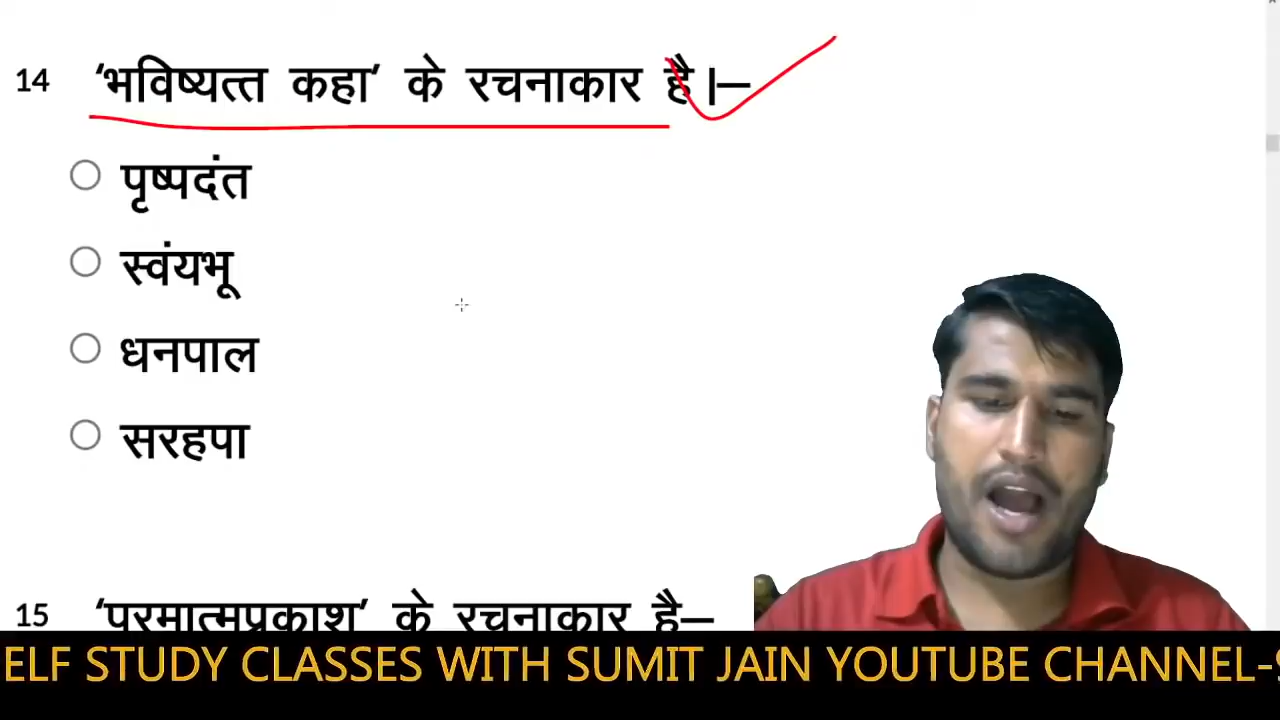 14 ‘भविष्यत्त कहा’ के रचनाकार है।–
पृष्पदंत
स्वंयभू
धनपाल
सरहपा
15 ‘परमात्मप्रकाश’ के रचनाकार है–
ELF STUDY CLASSES WITH SUMIT JAIN YOUTUBE CHANNEL-S